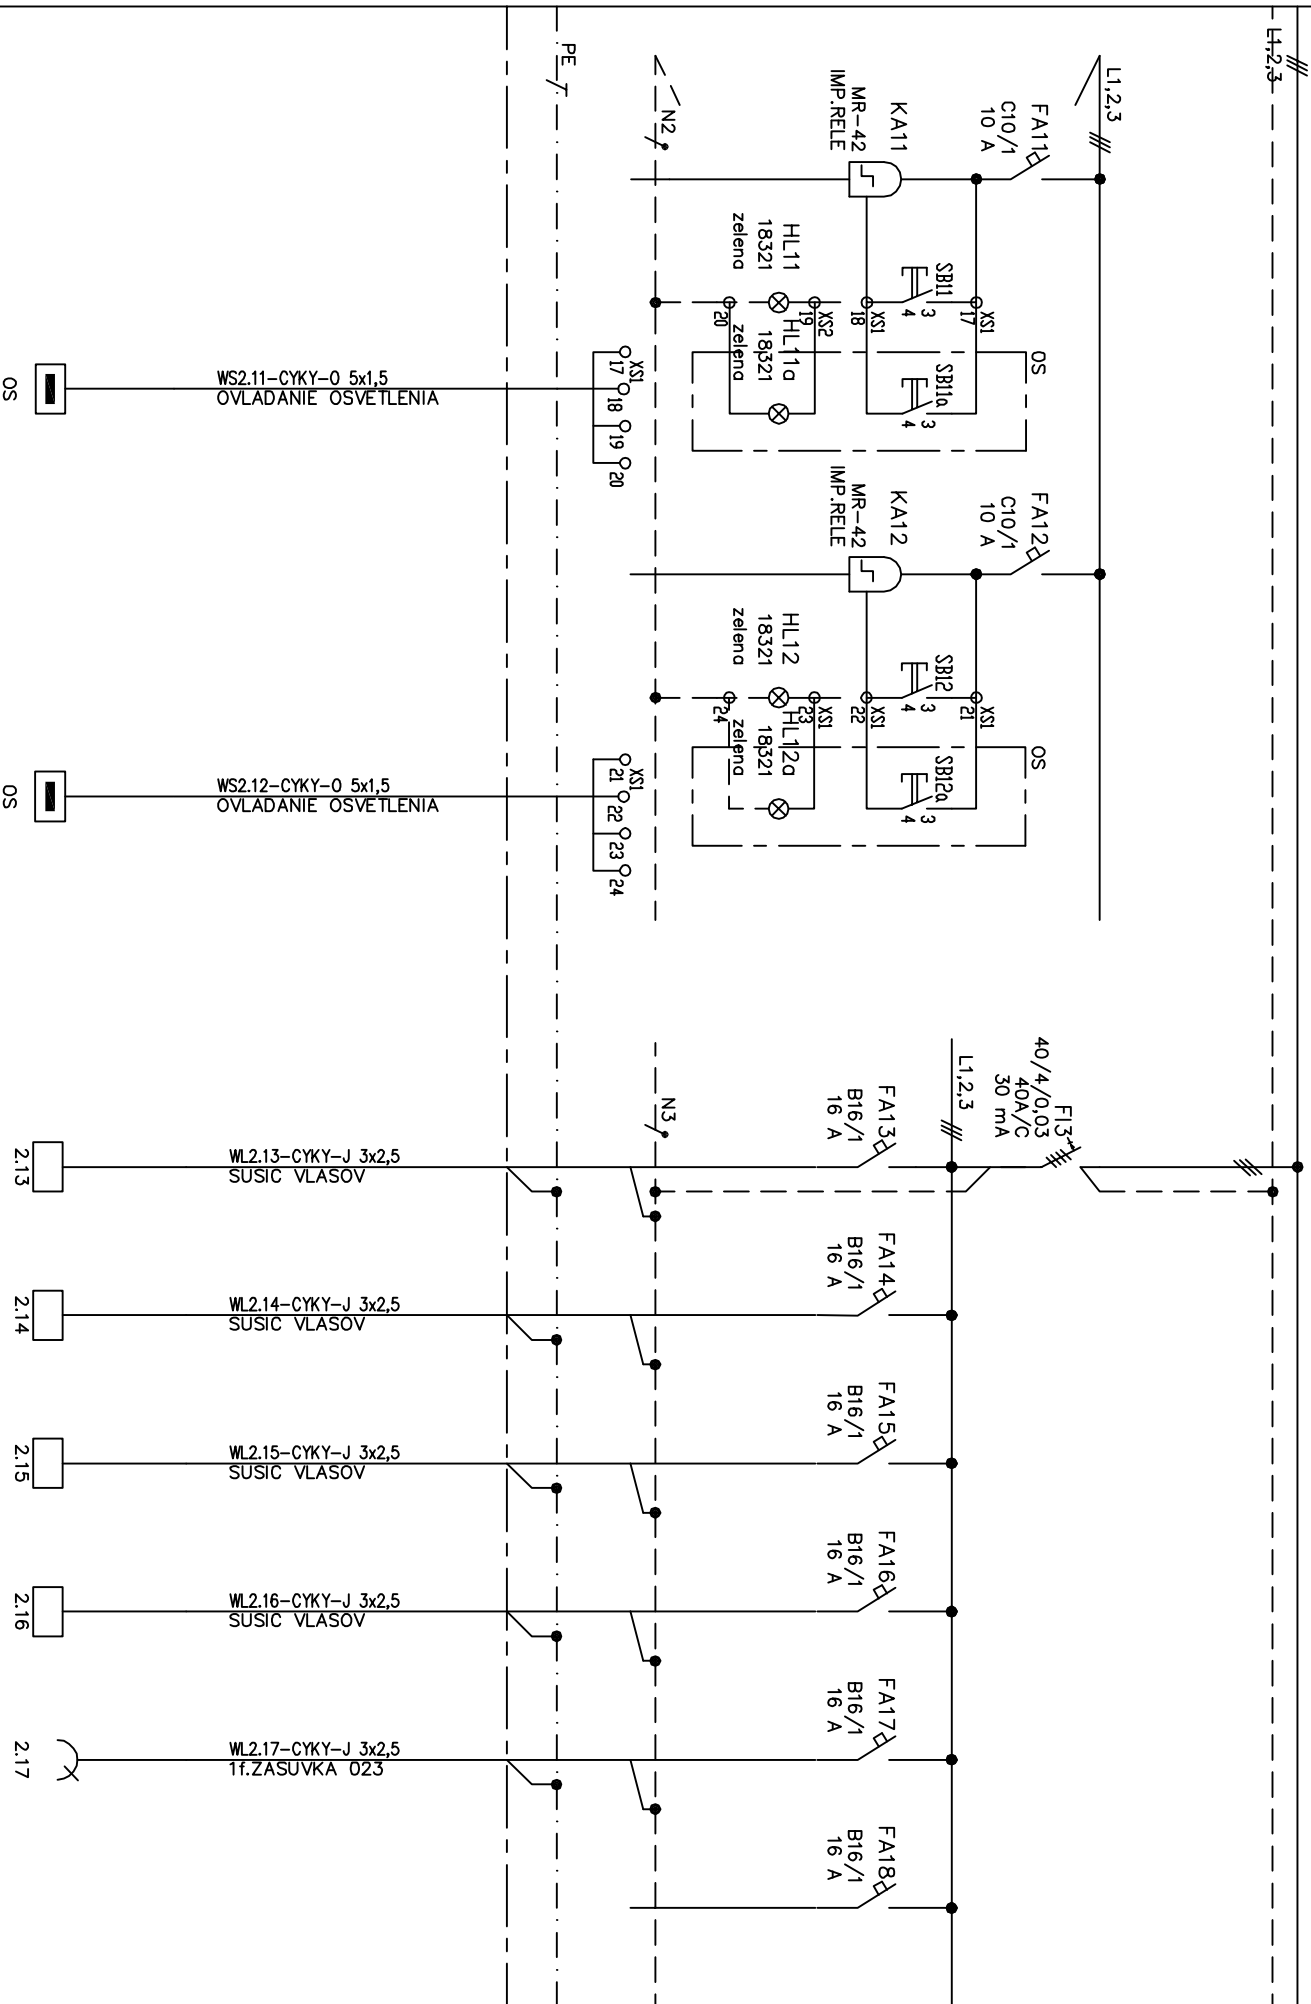 L1,2,3
L1,2,3
FA11
C10/1
10 A
KA11
MR-42
IMP.RELE
N2
PE
SB11
3
4
XS1
17
XS1
18
XS2
19
20
HL11
18321
zelena
HL11a
18321
zelena
OS
SB11a
3
4
XS1
17
18
19
20
WS2.11-CYKY-O 5x1,5
OVLADANIE OSVETLENIA
OS
FA12
C10/1
10 A
KA12
MR-42
IMP.RELE
SB12
3
4
XS1
21
XS1
22
XS1
23
24
HL12
18321
zelena
HL12a
18321
zelena
OS
SB12a
3
4
XS1
21
22
23
24
WS2.12-CYKY-O 5x1,5
OVLADANIE OSVETLENIA
OS
FI3
40/4/0,03
40A/C
30 mA
L1,2,3
N3
FA13
B16/1
16 A
WL2.13-CYKY-J 3x2,5
SUSIC VLASOV
2.13
FA14
B16/1
16 A
WL2.14-CYKY-J 3x2,5
SUSIC VLASOV
2.14
FA15
B16/1
16 A
WL2.15-CYKY-J 3x2,5
SUSIC VLASOV
2.15
FA16
B16/1
16 A
WL2.16-CYKY-J 3x2,5
SUSIC VLASOV
2.16
FA17
B16/1
16 A
WL2.17-CYKY-J 3x2,5
1f.ZASUVKA 023
2.17
FA18
B16/1
16 A